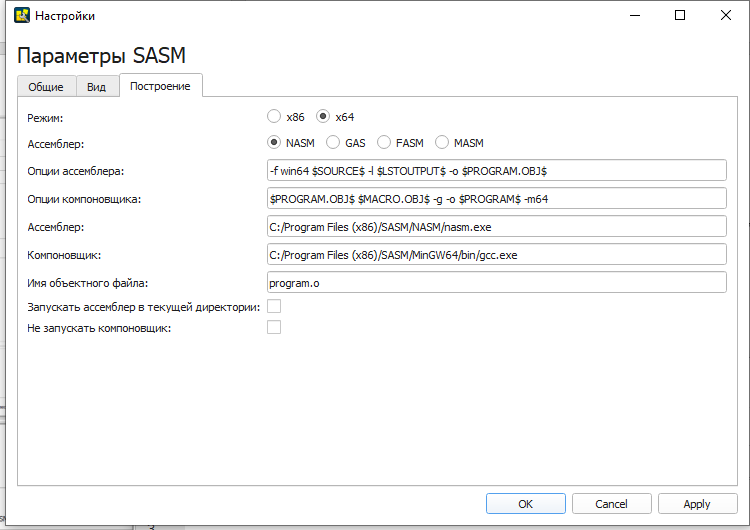 Настройки
Параметры SASM
Общие Вид Построение
Режим: x86 x64
Ассемблер: NASM GAS FASM MASM
Опции ассемблера: -f win64 $SOURCE$ -l $LSTOUTPUT$ -o $PROGRAM.OBJ$
Опции компоновщика: $PROGRAM.OBJ$ $MACRO.OBJ$ -g -o $PROGRAM$ -m64
Ассемблер: C:/Program Files (x86)/SASM/NASM/nasm.exe
Компоновщик: C:/Program Files (x86)/SASM/MinGW64/bin/gcc.exe
Имя объектного файла: program.o
Запускать ассемблер в текущей директории:
Не запускать компоновщик:
OK Cancel Apply